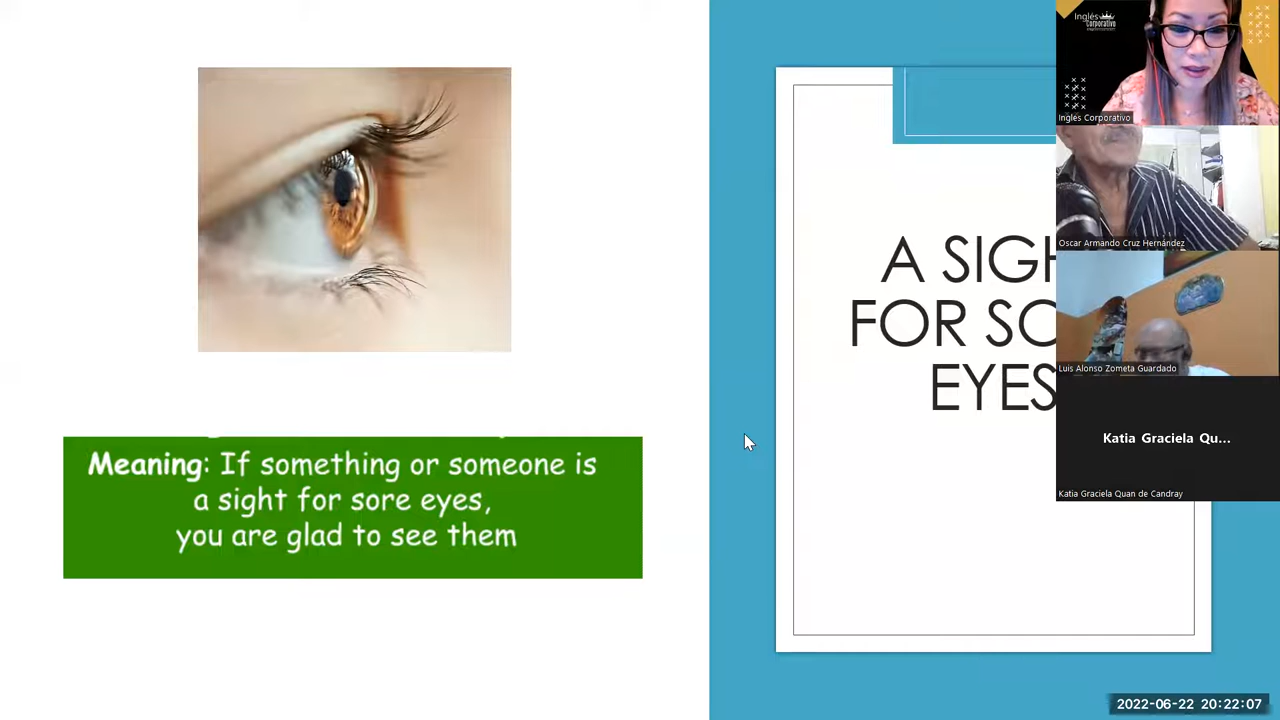 Meaning: If something or someone is
a sight for sore eyes,
you are glad to see them
A
FOR
EYES
Inglés
Corporativo
Inglés Corporativo
Oscar Armando Cruz Hernández
Luis Alonso Zometa Guardado
Katia Graciela Qu...
Katia Graciela Quan de Candray
2022-06-22 20:22:07